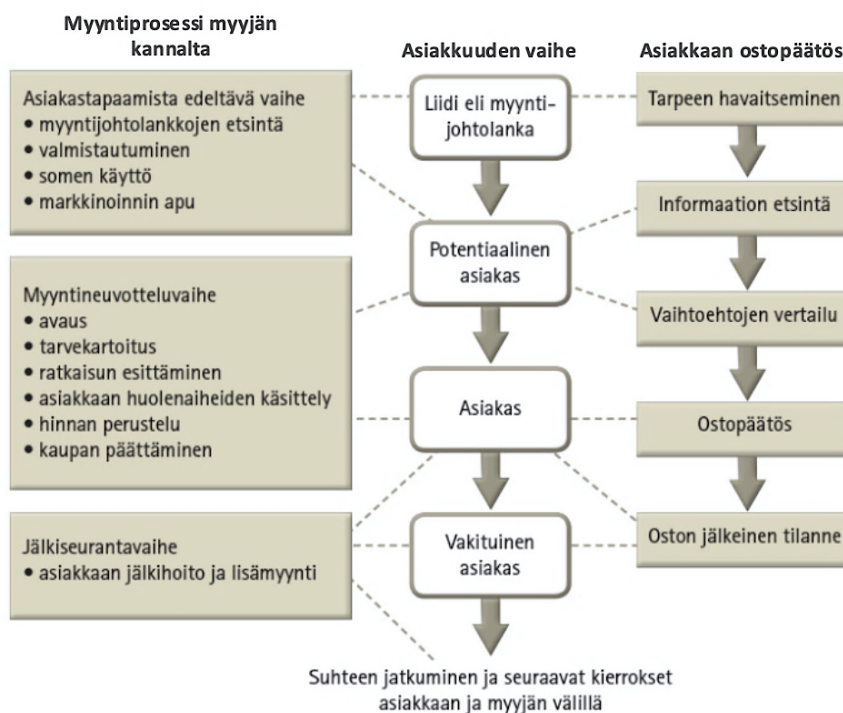 Myyntiprosessi myyjän
kannalta
Asiakastapaamista edeltävä vaihe
• myyntijohtolankkojen etsintä
• valmistautuminen
• somen käyttö
• markkinoinnin apu
Myyntineuvotteluvaihe
• avaus
• tarvekartoitus
• ratkaisun esittäminen
• asiakkaan huolenaiheiden käsittely
• hinnan perustelu
• kaupan päättäminen
Jälkiseurantavaihe
• asiakkaan jälkihoito ja lisämyynti
Asiakkuuden vaihe
Liidi eli myynti-
johtolanka
Potentiaalinen
asiakas
Asiakas
Vakituinen
asiakas
Suhteen jatkuminen ja seuraavat kierrokset
asiakkaan ja myyjän välillä
Asiakkaan ostopäätös
Tarpeen havaitseminen
Informaation etsintä
Vaihtoehtojen vertailu
Ostopäätös
Oston jälkeinen tilanne